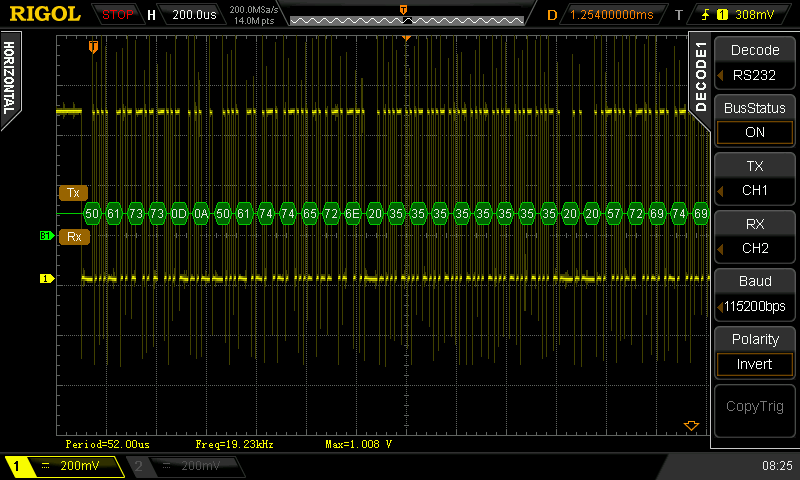 RIGOL STOP H 200.0us 200.0MSa/s 14.0M pts D 1.25400000ms T 1 308mV
HORIZONTAL
T
DECODE1
Decode
RS232
BusStatus
ON
TX
CH1
RX
CH2
Baud
115200bps
Polarity
Invert
CopyTrig
Tx
50 61 73 73 0D 0A 50 61 74 74 65 72 6E 20 35 35 35 35 35 35 35 35 20 20 57 72 69 74 69
Rx
B1
1
Period=52.00us Freq=19.23kHz Max=1.008 V
1 200mV 2 200mV 08:25